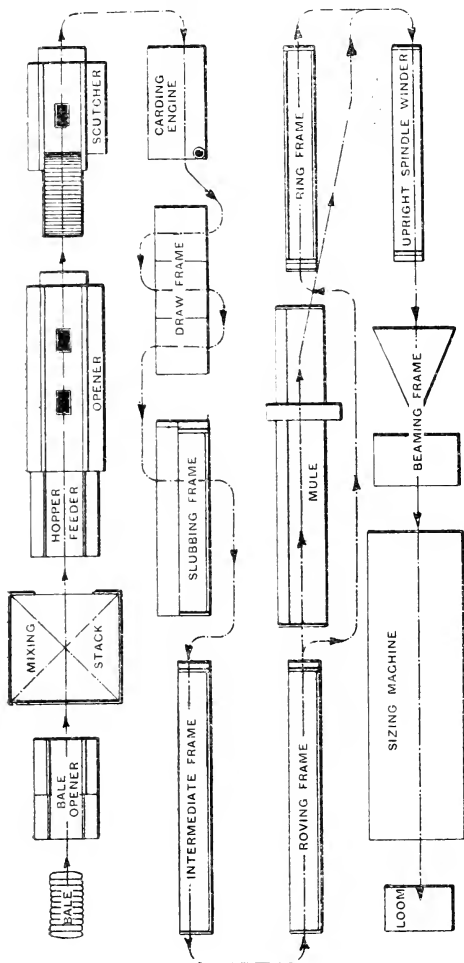 BALE
BALE
OPENER
MIXING
STACK
HOPPER
FEEDER
OPENER
SCUTCHER
CARDING
ENGINE
DRAW FRAME
SLUBBING FRAME
INTERMEDIATE FRAME
ROVING FRAME
MULE
RING FRAME
UPRIGHT SPINDLE WINDER
BEAMING FRAME
SIZING MACHINE
LOOM